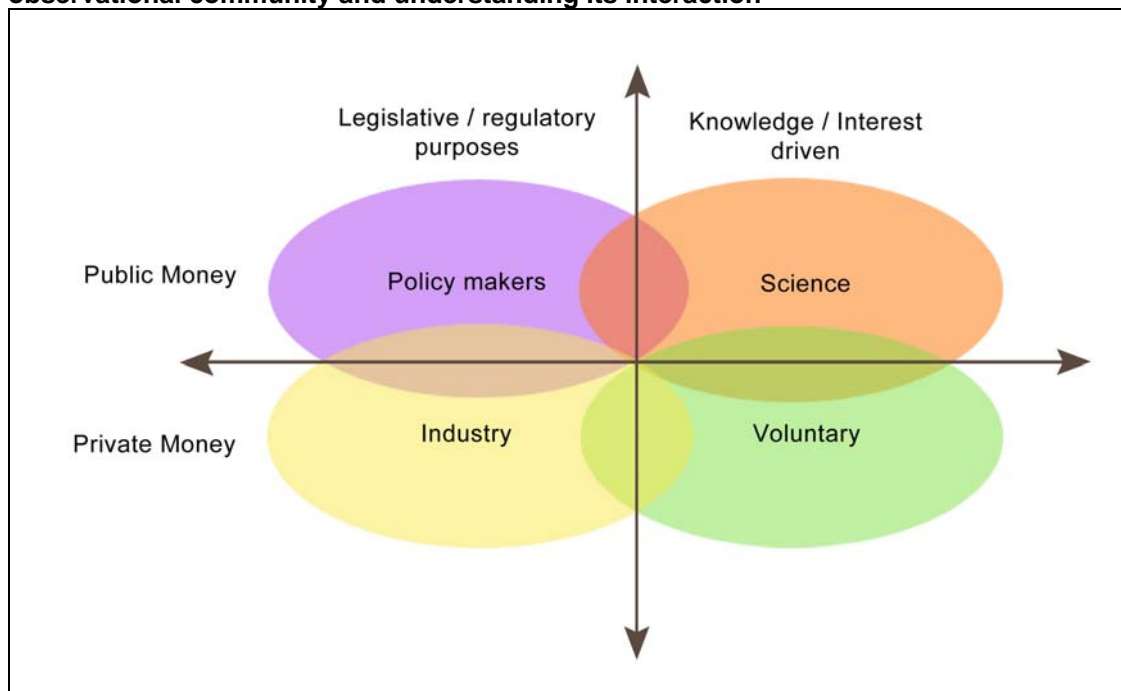 observational community and understanding its interaction
Legislative / regulatory
purposes
Knowledge / Interest
driven
Public Money
Policy makers
Science
Private Money
Industry
Voluntary